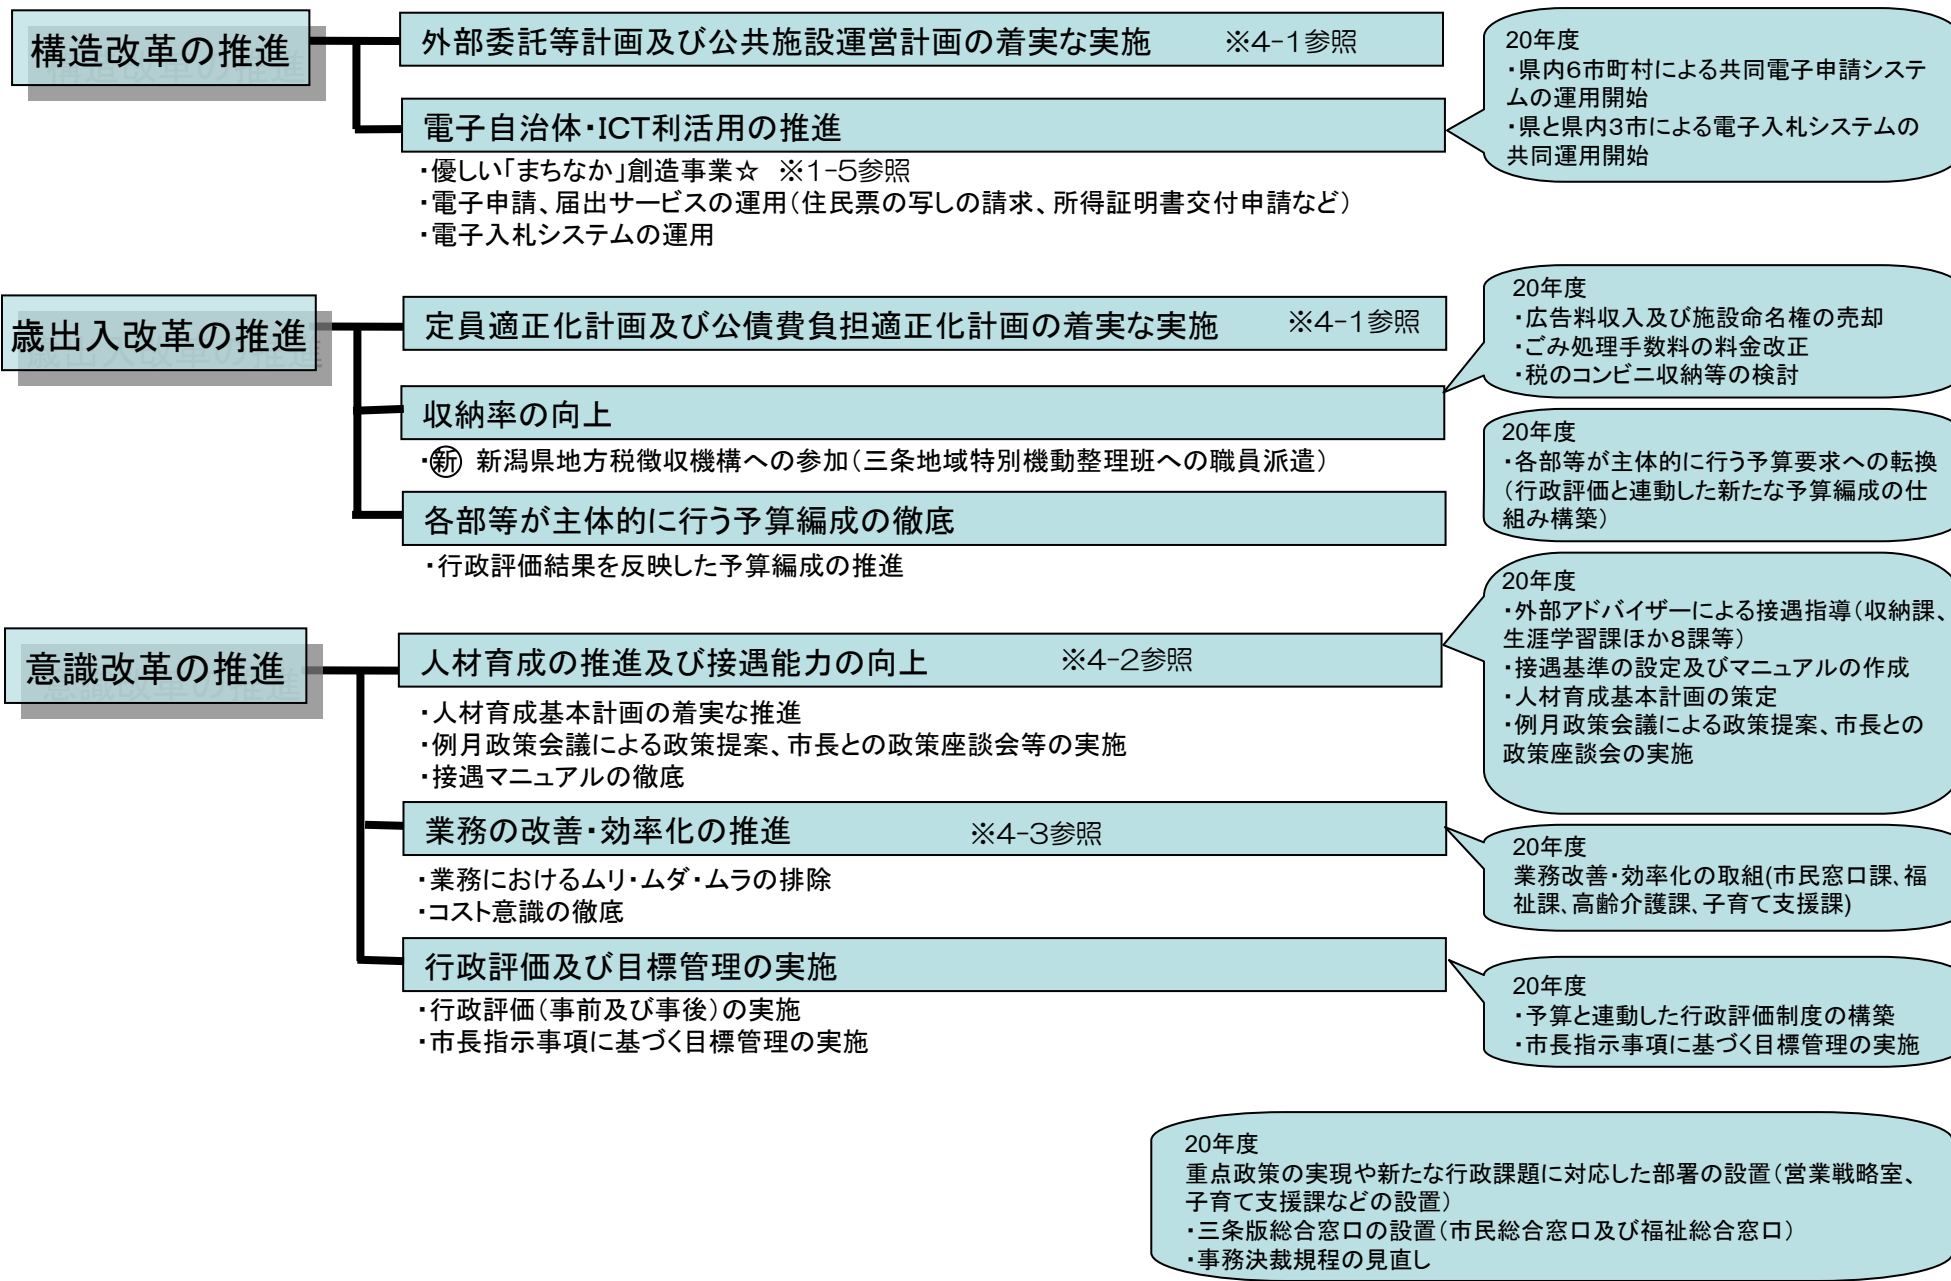 構造改革の推進
外部委託等計画及び公共施設運営計画の着実な実施　※4-1参照
電子自治体・ICT利活用の推進
・優しい「まちなか」創造事業☆　※1-5参照
・電子申請、届出サービスの運用（住民票の写しの請求、所得証明書交付申請など）
・電子入札システムの運用
20年度
・県内6市町村による共同電子申請システ
ムの運用開始
・県と県内3市による電子入札システムの
共同運用開始
歳出入改革の推進
定員適正化計画及び公債費負担適正化計画の着実な実施　※4-1参照
収納率の向上
・㊟新 新潟県地方税徴収機構への参加（三条地域特別機動整理班への職員派遣）
各部等が主体的に行う予算編成の徹底
・行政評価結果を反映した予算編成の推進
20年度
・広告料収入及び施設命名権の売却
・ごみ処理手数料の料金改正
・税のコンビニ収納等の検討
20年度
・各部等が主体的に行う予算要求への転換
（行政評価と連動した新たな予算編成の仕
組み構築）
意識改革の推進
人材育成の推進及び接遇能力の向上　※4-2参照
・人材育成基本計画の着実な推進
・例月政策会議による政策提案、市長との政策座談会等の実施
・接遇マニュアルの徹底
業務の改善・効率化の推進　※4-3参照
・業務におけるムリ・ムダ・ムラの排除
・コスト意識の徹底
行政評価及び目標管理の実施
・行政評価（事前及び事後）の実施
・市長指示事項に基づく目標管理の実施
20年度
・外部アドバイザーによる接遇指導（収納課、
生涯学習課ほか8課等）
・接遇基準の設定及びマニュアルの作成
・人材育成基本計画の策定
・例月政策会議による政策提案、市長との
政策座談会の実施
20年度
業務改善・効率化の取組(市民窓口課、福
祉課、高齢介護課、子育て支援課)
20年度
・予算と連動した行政評価制度の構築
・市長指示事項に基づく目標管理の実施
20年度
重点政策の実現や新たな行政課題に対応した部署の設置（営業戦略室、
子育て支援課などの設置）
・三条版総合窓口の設置（市民総合窓口及び福祉総合窓口）
・事務決裁規程の見直し